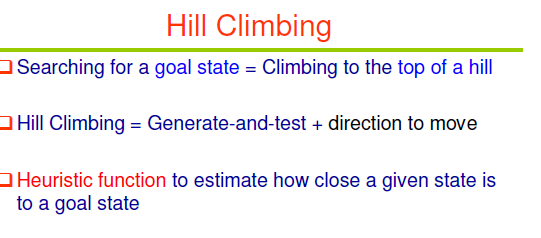 Hill Climbing
Searching for a goal state = Climbing to the top of a hill
Hill Climbing = Generate-and-test + direction to move
Heuristic function to estimate how close a given state is
to a goal state